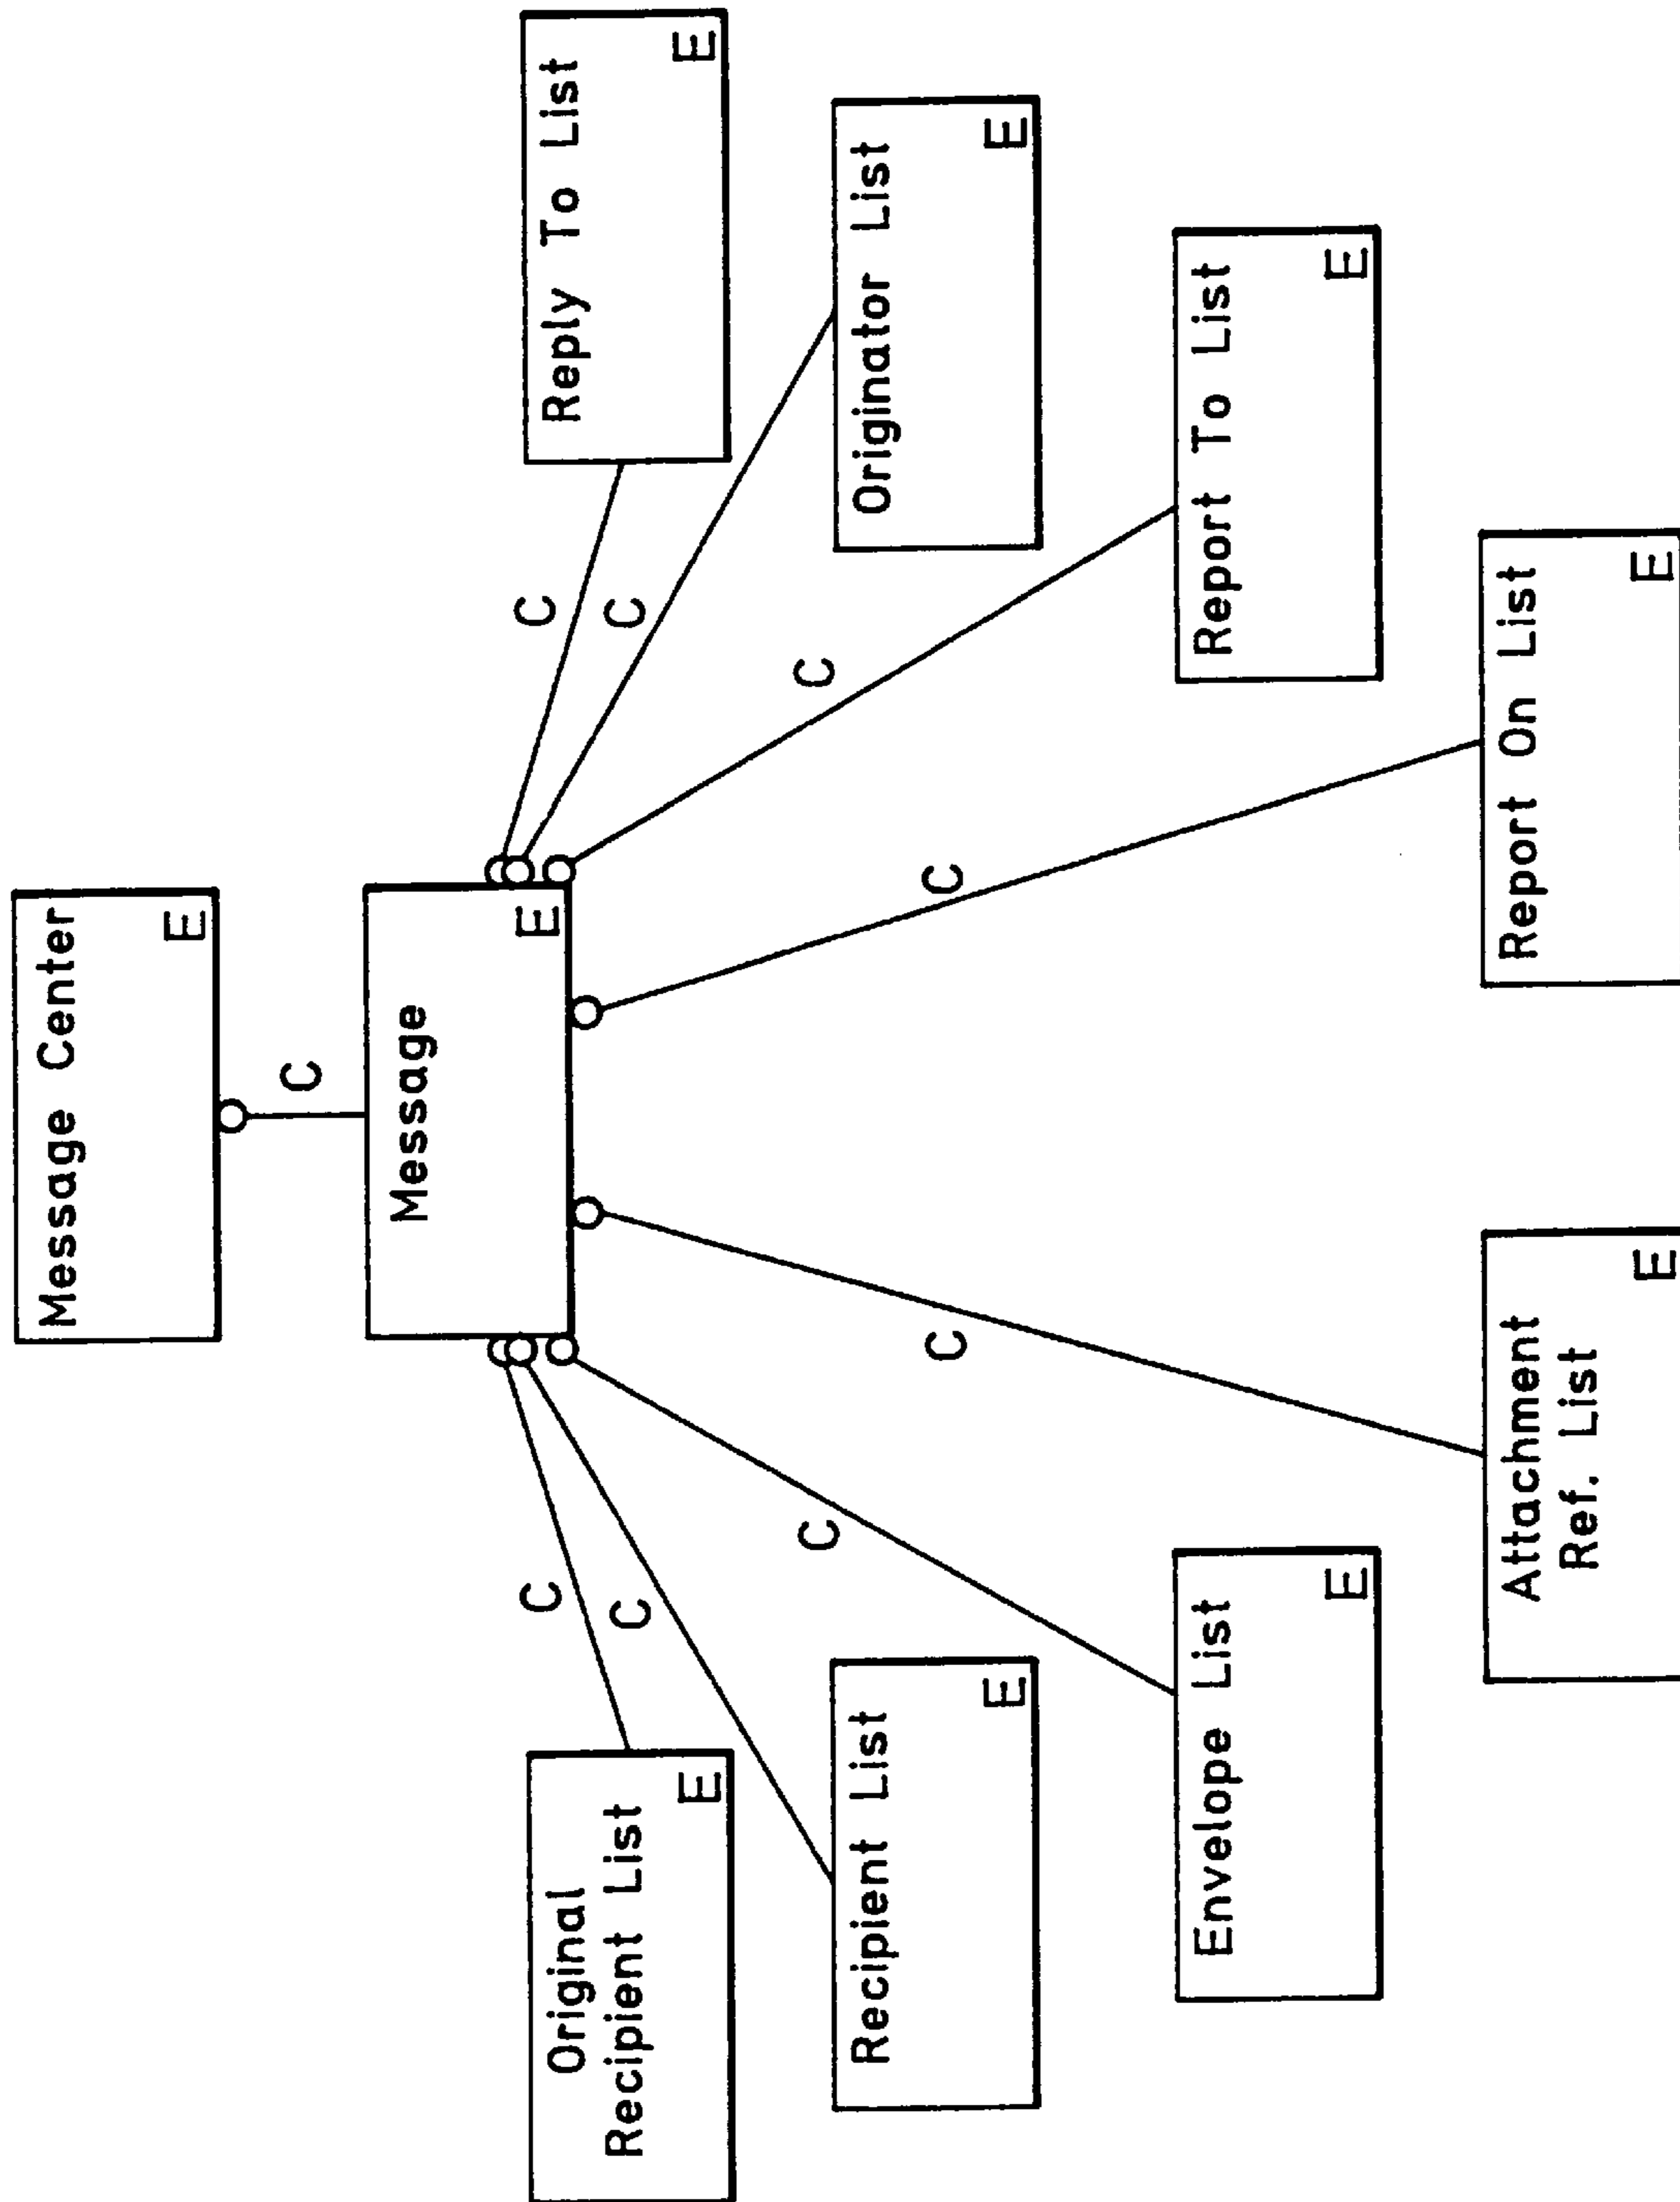 Message Center
E
C
Message
E
C
C
C
C
C
C
C
C
Original
Recipient List
E
Reply To List
E
Recipient List
E
Originator List
E
Envelope List
E
Report To List
E
Attachment
Ref. List
E
Report On List
E